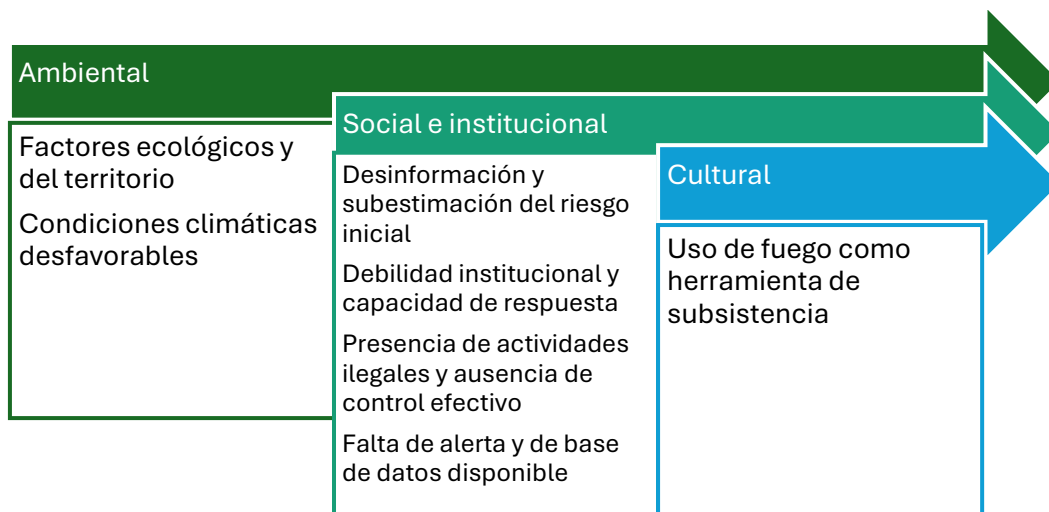 Ambiental
Factores ecológicos y
del territorio
Condiciones climáticas
desfavorables
Social e institucional
Desinformación y
subestimación del riesgo
inicial
Debilidad institucional y
capacidad de respuesta
Presencia de actividades
ilegales y ausencia de
control efectivo
Falta de alerta y de base
de datos disponible
Cultural
Uso de fuego como
herramienta de
subsistencia